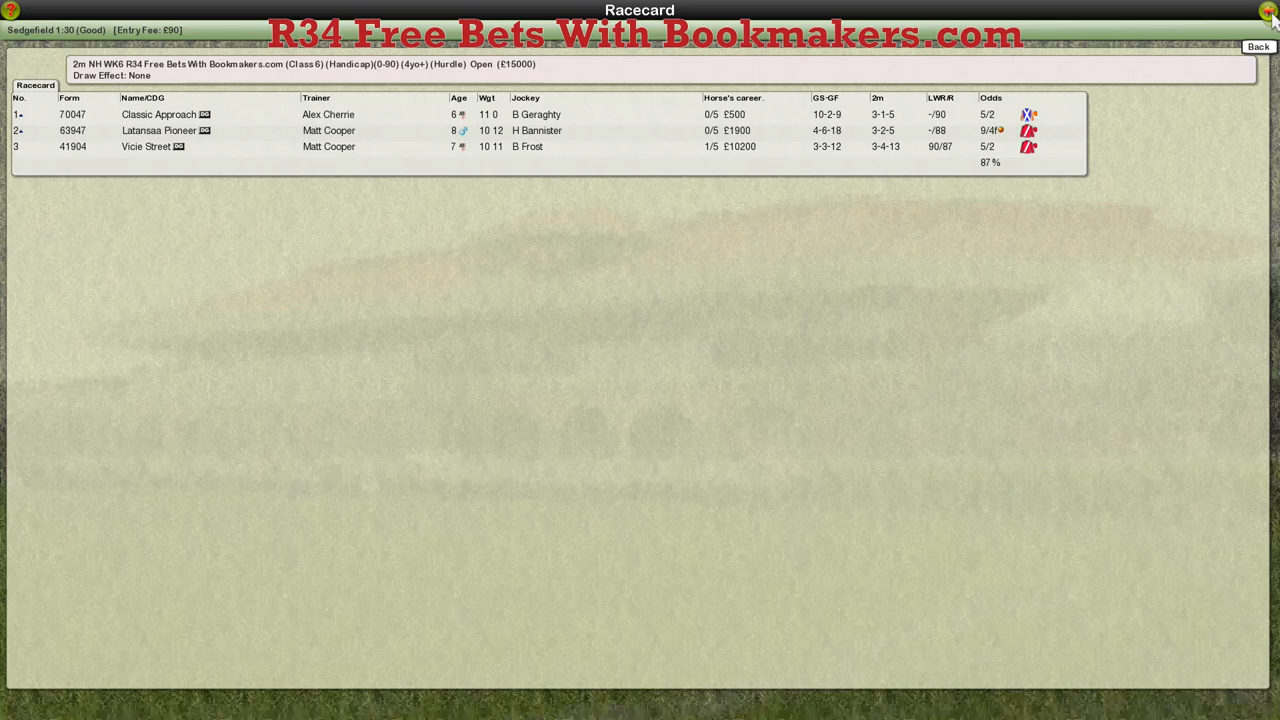 Racecard
Sedgefield 1:30 (Good) [Entry Fee: £90]
R34 Free Bets With Bookmakers.com
Back
2m NH WK6 R34 Free Bets With Bookmakers.com (Class 6) (Handicap)(0-90) (4yo+) (Hurdle) Open (£15000)
Draw Effect: None
Racecard
No. Form Name/CDG Trainer Age Wgt Jockey Horse's career. GS-GF 2m LWR/R Odds
1 70047 Classic Approach DG Alex Cherrie 6 11 0 B Geraghty 0/5 £500 10-2-9 3-1-5 -/90 5/2
2 63947 Latansaa Pioneer DG Matt Cooper 8 10 12 H Bannister 0/5 £1900 4-6-18 3-2-5 -/88 9/4f
3 41904 Vicie Street DG Matt Cooper 7 10 11 B Frost 1/5 £10200 3-3-12 3-4-13 90/87 5/2
87%